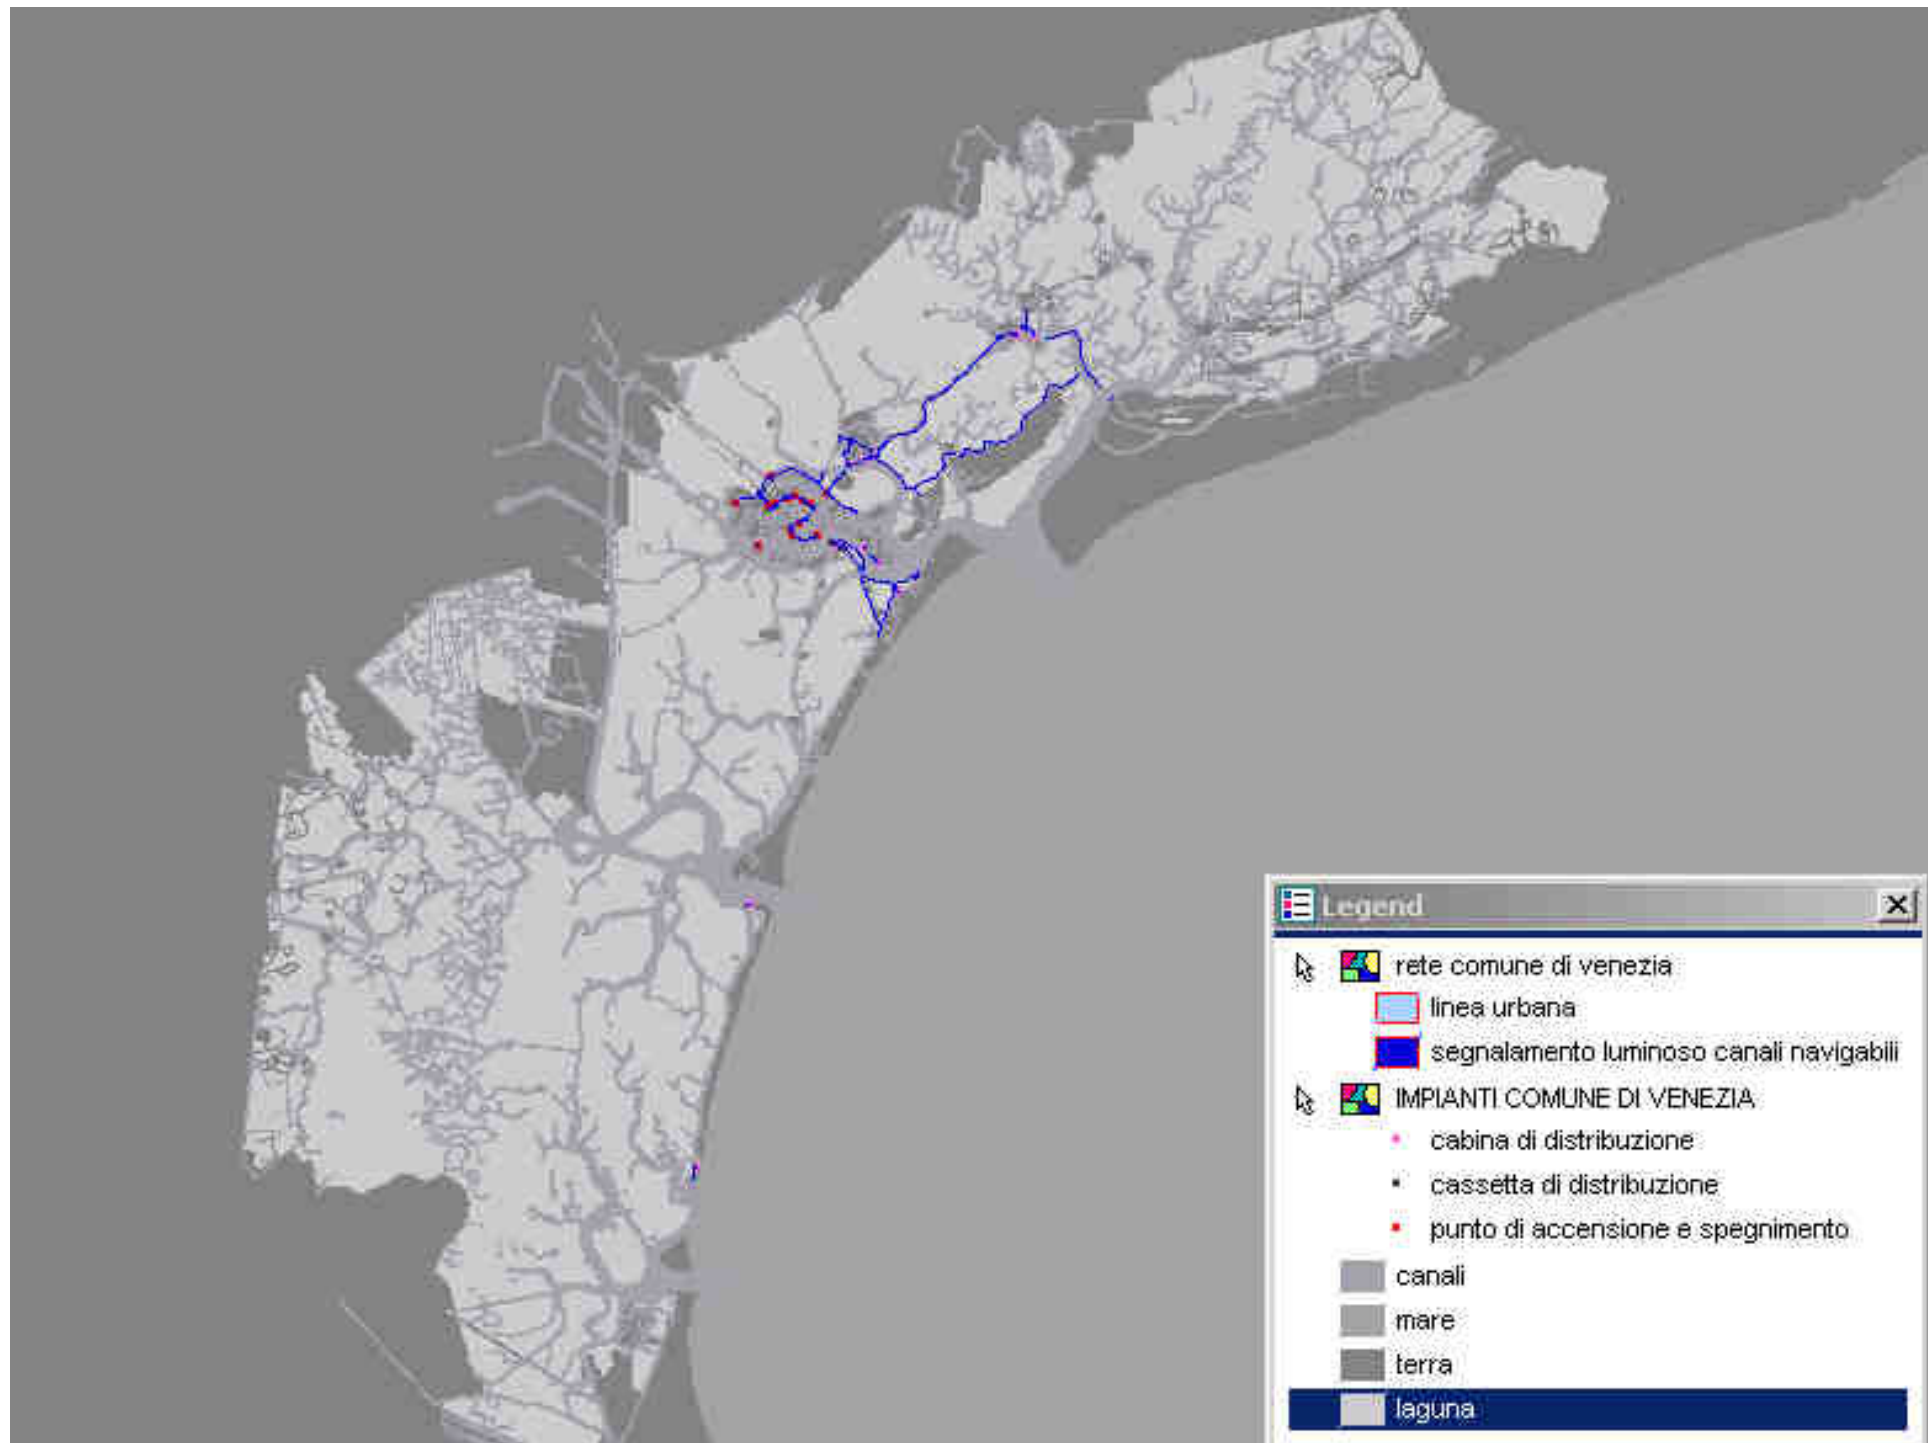 Legend
rete comune di venezia
linea urbana
segnalamento luminoso canali navigabili
IMPIANTI COMUNE DI VENEZIA
cabina di distribuzione
cassetta di distribuzione
punto di accensione e spegnimento
canali
mare
terra
laguna